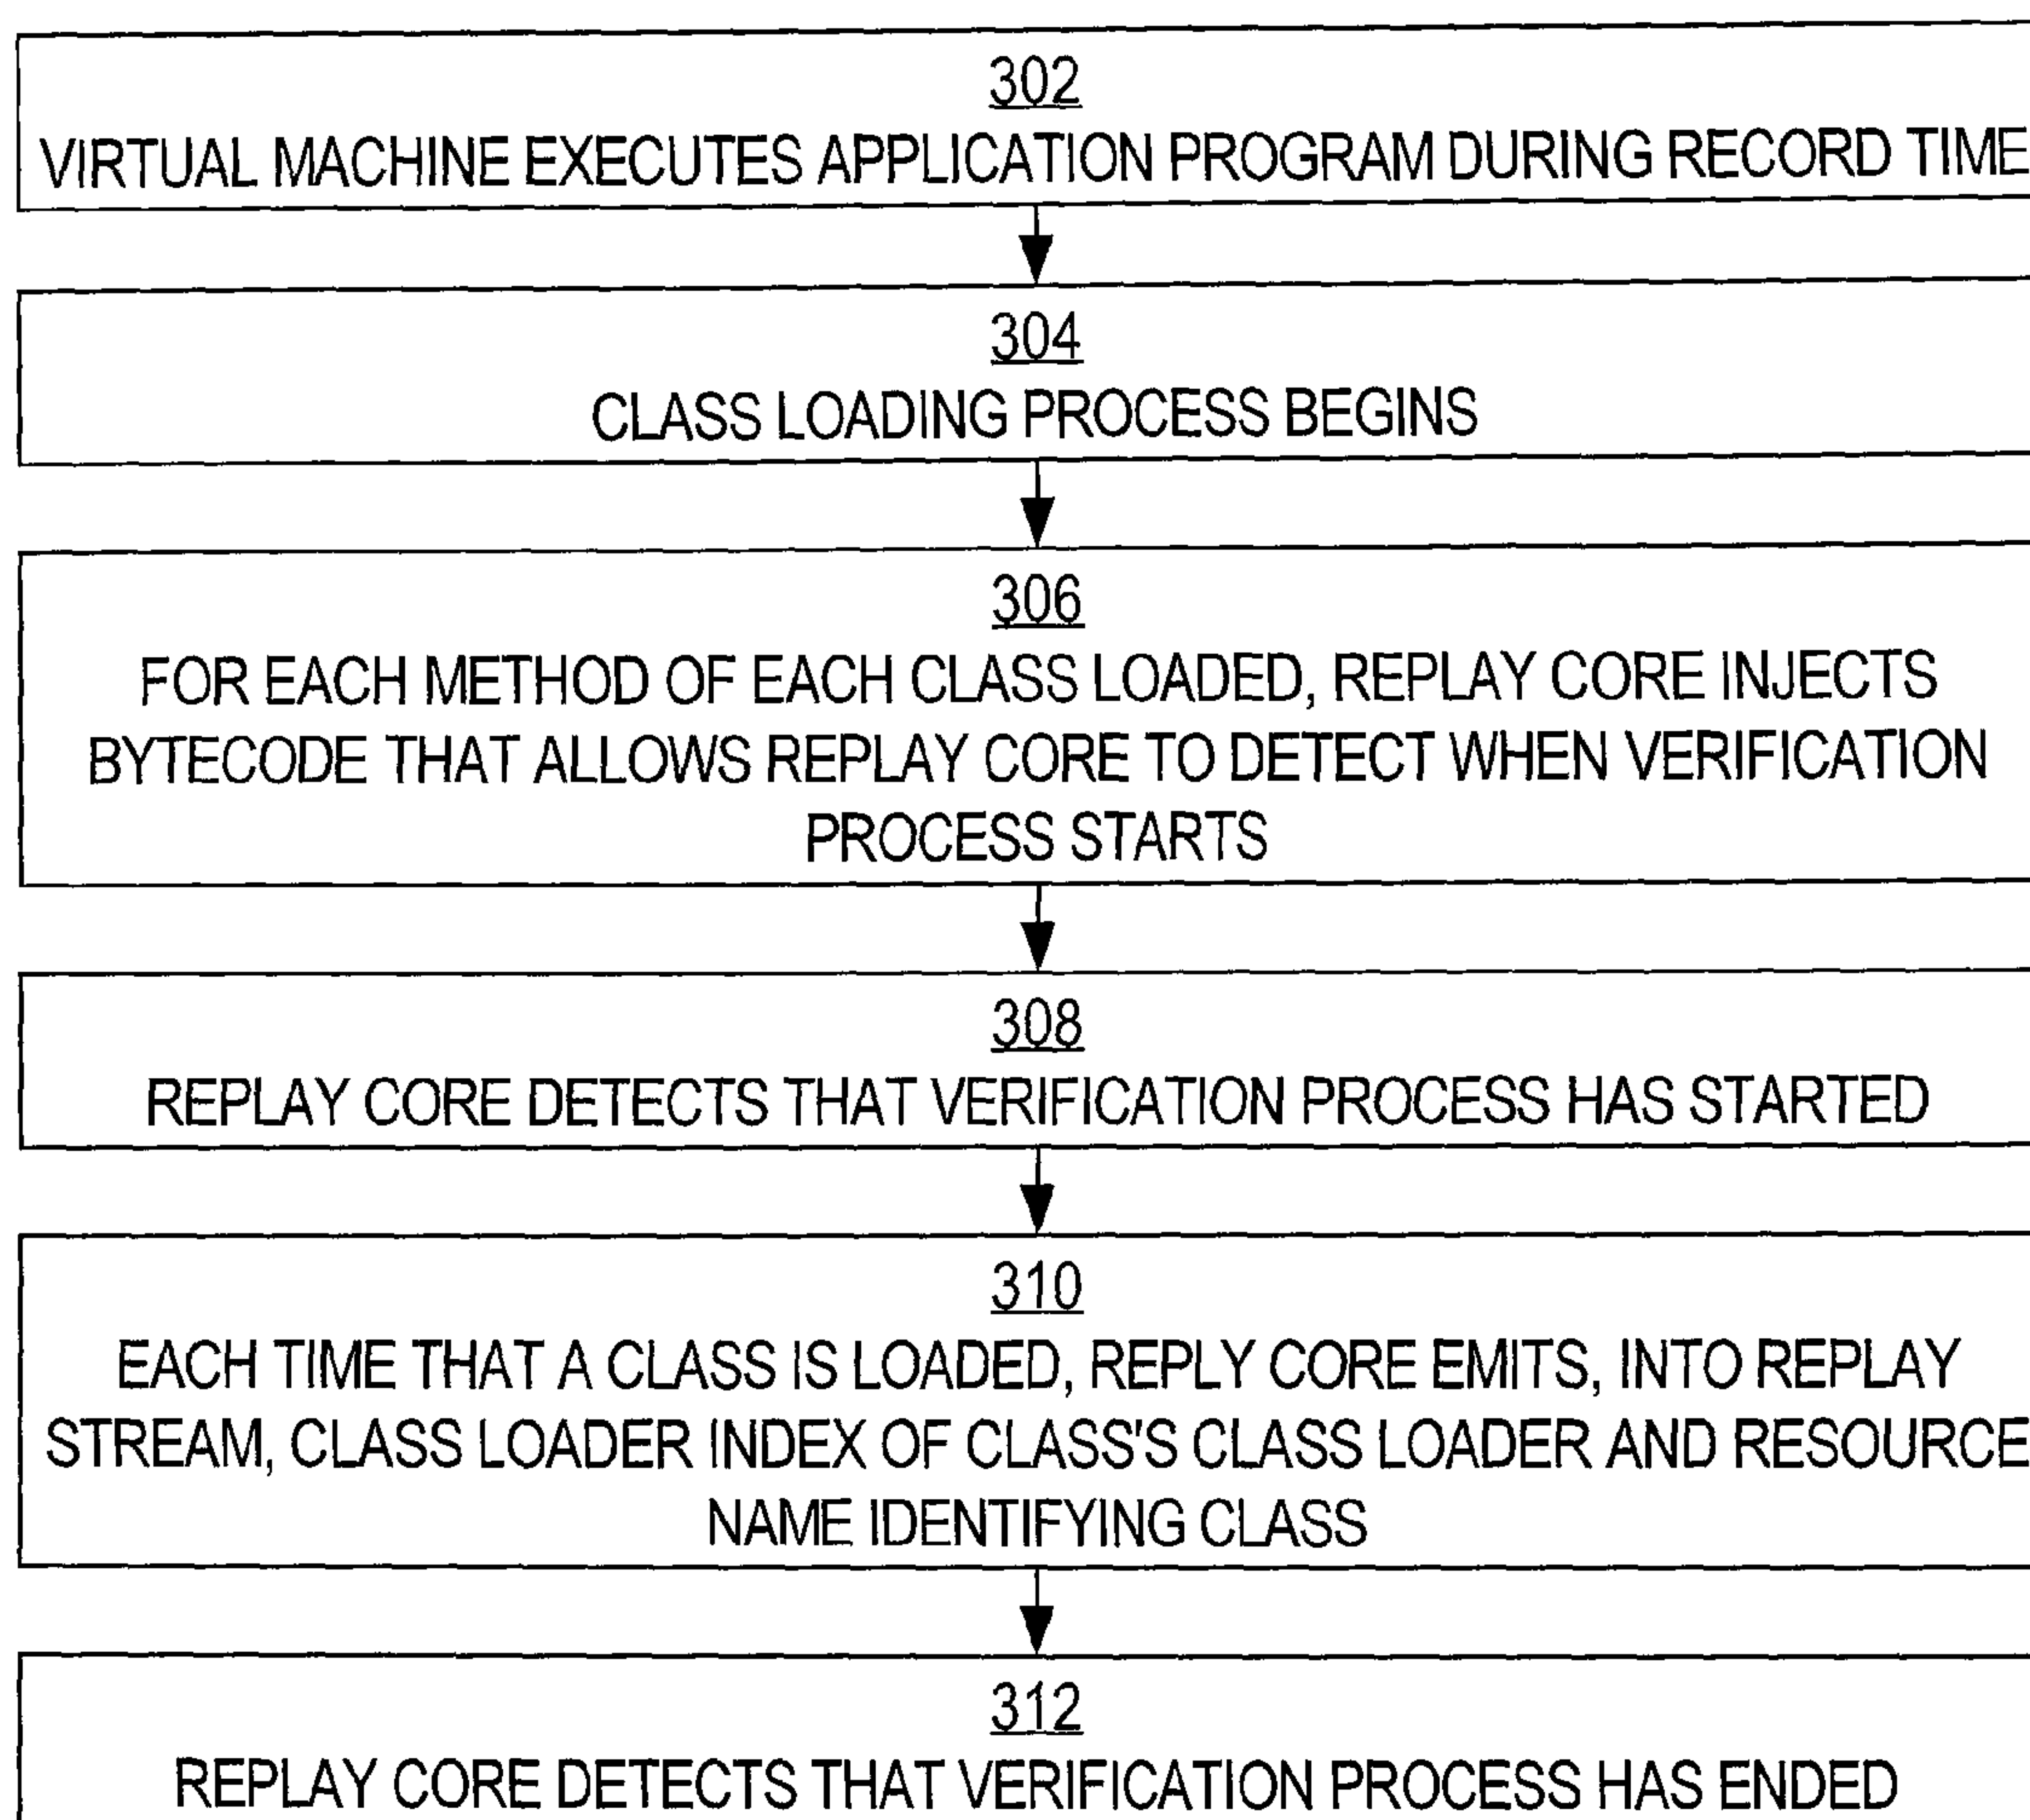 302
VIRTUAL MACHINE EXECUTES APPLICATION PROGRAM DURING RECORD TIME
304
CLASS LOADING PROCESS BEGINS
306
FOR EACH METHOD OF EACH CLASS LOADED, REPLAY CORE INJECTS
BYTECODE THAT ALLOWS REPLAY CORE TO DETECT WHEN VERIFICATION
PROCESS STARTS
308
REPLAY CORE DETECTS THAT VERIFICATION PROCESS HAS STARTED
310
EACH TIME THAT A CLASS IS LOADED, REPLY CORE EMITS, INTO REPLAY
STREAM, CLASS LOADER INDEX OF CLASS'S CLASS LOADER AND RESOURCE
NAME IDENTIFYING CLASS
312
REPLAY CORE DETECTS THAT VERIFICATION PROCESS HAS ENDED